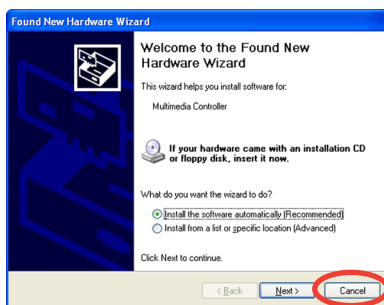 Found New Hardware Wizard
Welcome to the Found New
Hardware Wizard
This wizard helps you install software for:
Multimedia Controller
If your hardware came with an installation CD
or floppy disk, insert it now.
What do you want the wizard to do?
Install the software automatically (Recommended)
Install from a list or specific location (Advanced)
Click Next to continue.
< Back Next > Cancel